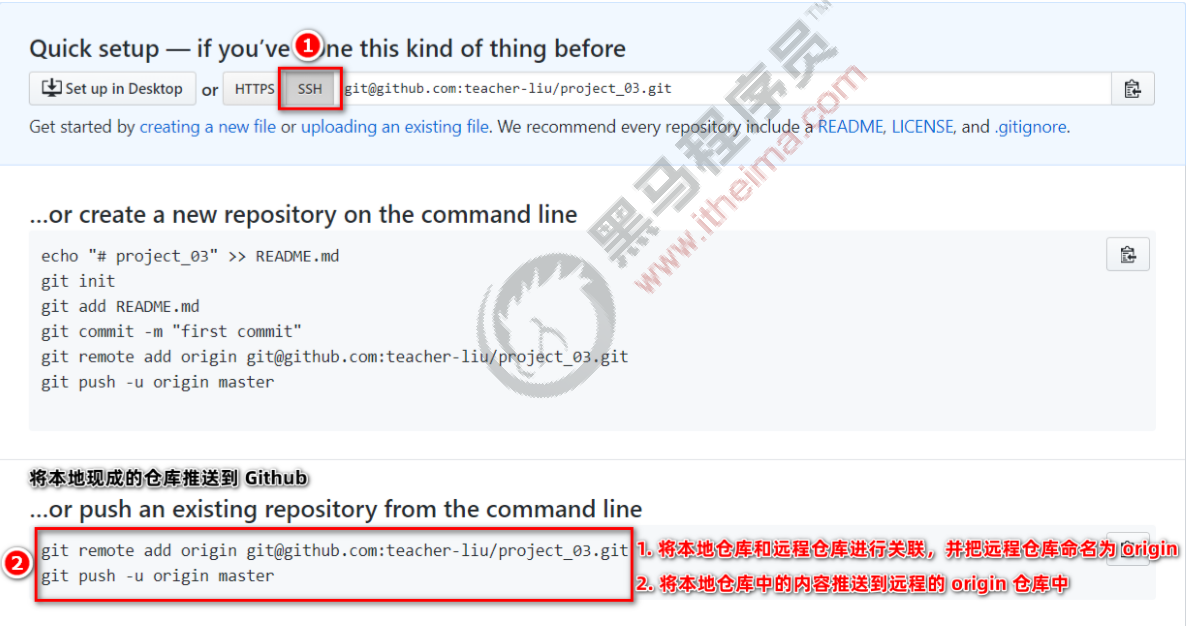 Quick setup — if you've ne this kind of thing before
1
Set up in Desktop or HTTPS SSH git@github.com:teacher-liu/project_03.git
Get started by creating a new file or uploading an existing file. We recommend every repository include a README, LICENSE, and .gitignore.
黑马程序员™
www.itheima.com
...or create a new repository on the command line
echo "# project_03" >> README.md
git init
git add README.md
git commit -m "first commit"
git remote add origin git@github.com:teacher-liu/project_03.git
git push -u origin master
将本地现成的仓库推送到 Github
...or push an existing repository from the command line
2
git remote add origin git@github.com:teacher-liu/project_03.git 1. 将本地仓库和远程仓库进行关联，并把远程仓库命名为 origin
git push -u origin master 2. 将本地仓库中的内容推送到远程的 origin 仓库中